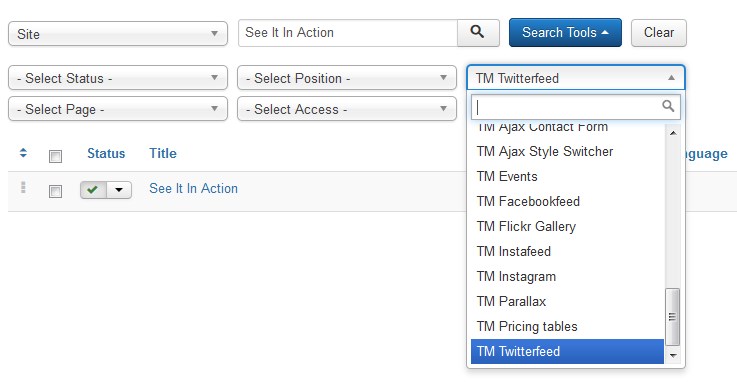 Site
See It In Action
Search Tools
Clear
- Select Status -
- Select Position -
TM Twitterfeed
- Select Page -
- Select Access -
TM Ajax Contact Form
Status
Title
TM Ajax Style Switcher
TM Events
See It In Action
TM Facebookfeed
TM Flickr Gallery
TM Instafeed
TM Instagram
TM Parallax
TM Pricing tables
TM Twitterfeed